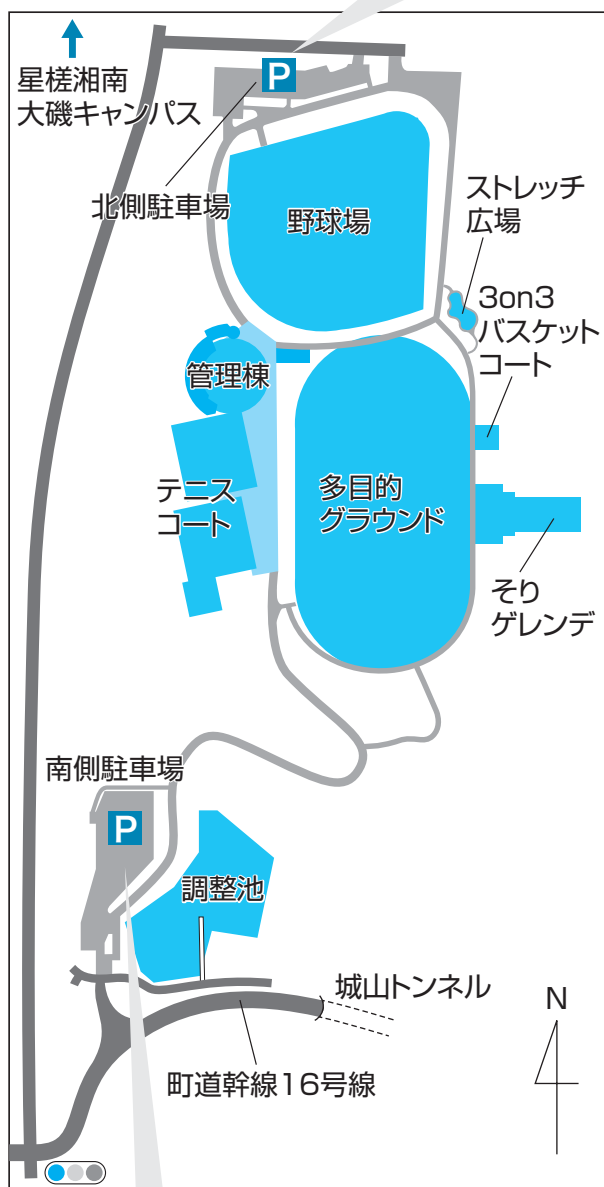 星槎湘南
大磯キャンパス
P
北側駐車場
野球場
ストレッチ
広場
3on3
バスケット
コート
管理棟
テニス
コート
多目的
グラウンド
そり
ゲレンデ
南側駐車場
P
調整池
城山トンネル
N
町道幹線16号線